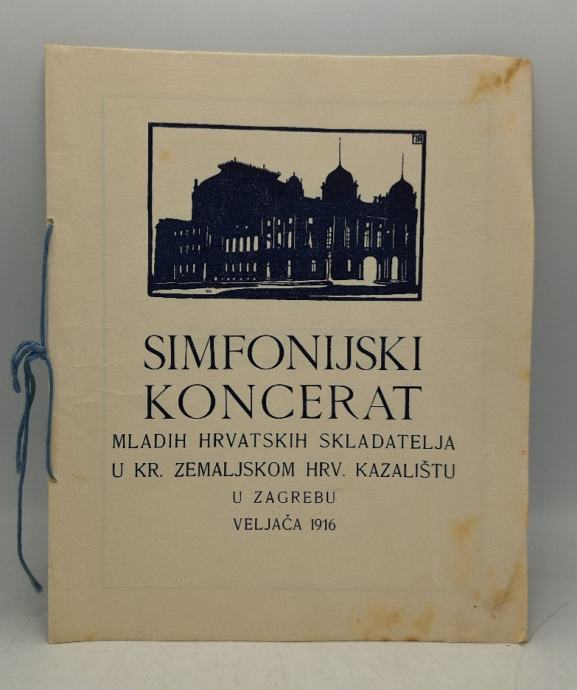 SIMFONIJSKI
KONCERAT
MLADIH HRVATSKIH SKLADATELJA
U KR. ZEMALJSKOM HRV. KAZALIŠTU
U ZAGREBU
VELJAČA 1916